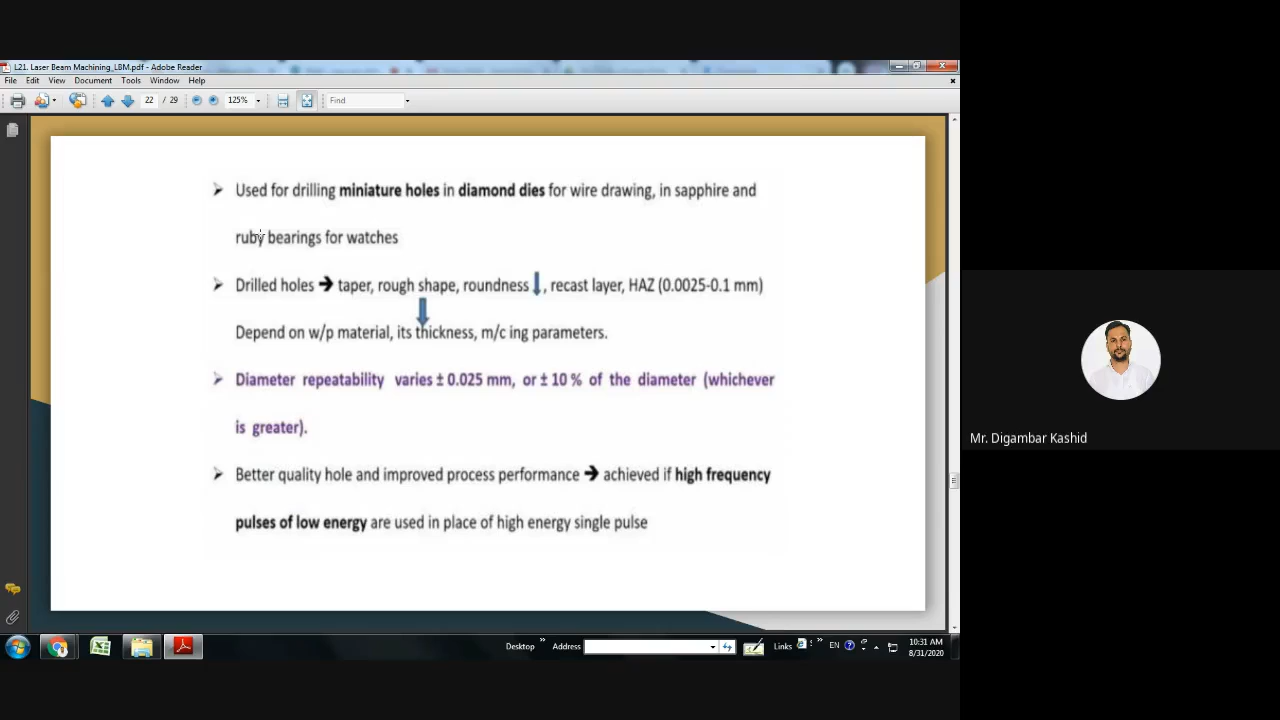 L21. Laser Beam Machining_LBM.pdf - Adobe Reader
File Edit View Document Tools Window Help
22 / 29 125% Find
➢ Used for drilling miniature holes in diamond dies for wire drawing, in sapphire and
ruby bearings for watches
➢ Drilled holes ➔ taper, rough shape, roundness ↓, recast layer, HAZ (0.0025-0.1 mm)
Depend on w/p material, its thickness, m/c ing parameters.
➢ Diameter repeatability varies ± 0.025 mm, or ± 10 % of the diameter (whichever
is greater).
➢ Better quality hole and improved process performance ➔ achieved if high frequency
pulses of low energy are used in place of high energy single pulse
Mr. Digambar Kashid
Desktop » Address Links » EN 10:31 AM
8/31/2020